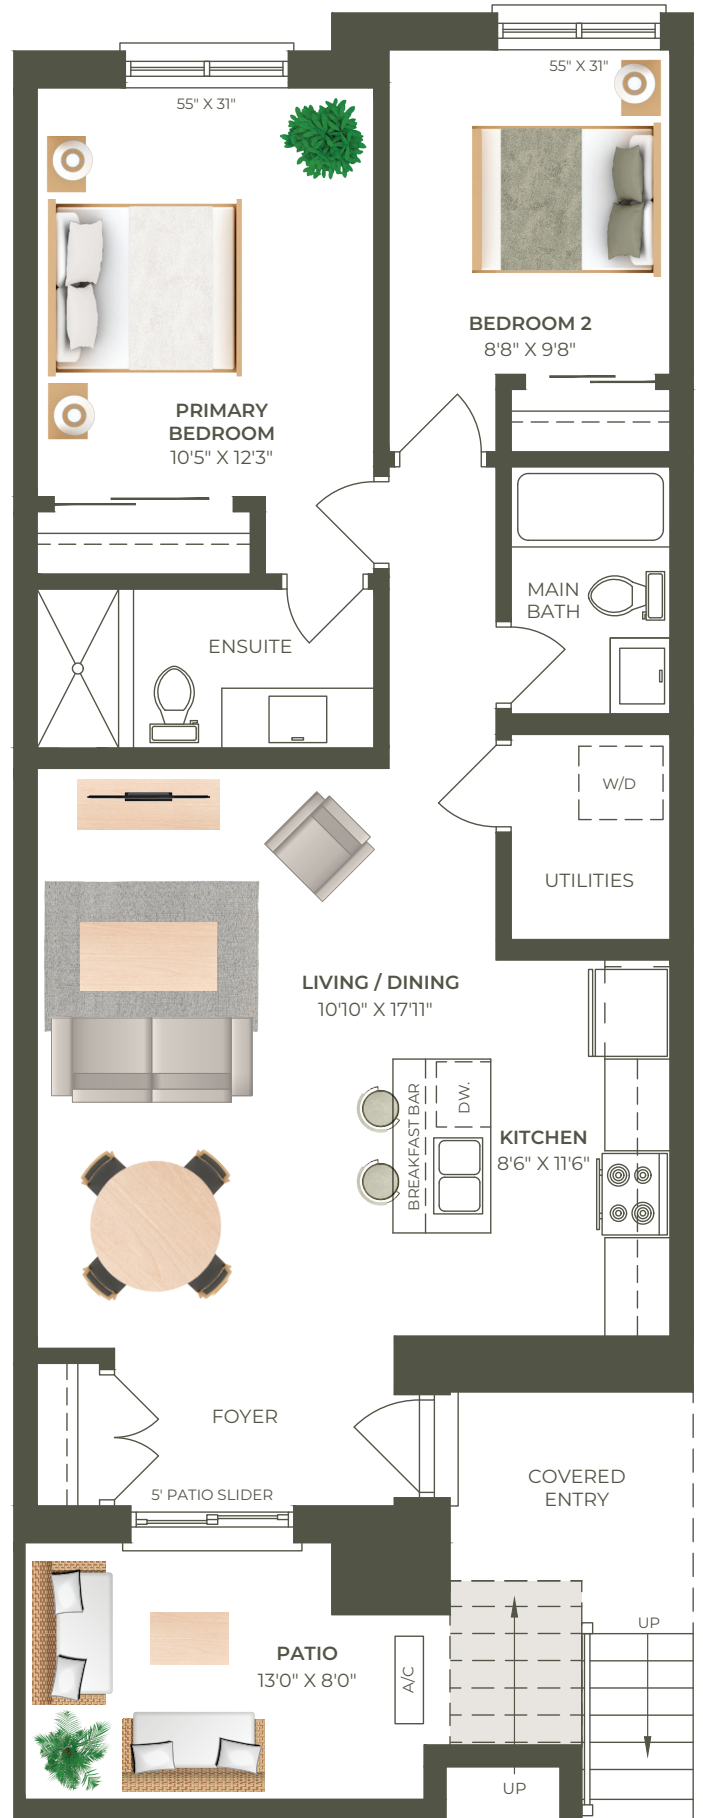 55" X 31"
55" X 31"
BEDROOM 2
8'8" X 9'8"
PRIMARY
BEDROOM
10'5" X 12'3"
MAIN
BATH
ENSUITE
W/D
UTILITIES
LIVING / DINING
10'10" X 17'11"
BREAKFAST BAR
DW.
KITCHEN
8'6" X 11'6"
FOYER
5' PATIO SLIDER
COVERED
ENTRY
UP
PATIO
13'0" X 8'0"
A/C
UP